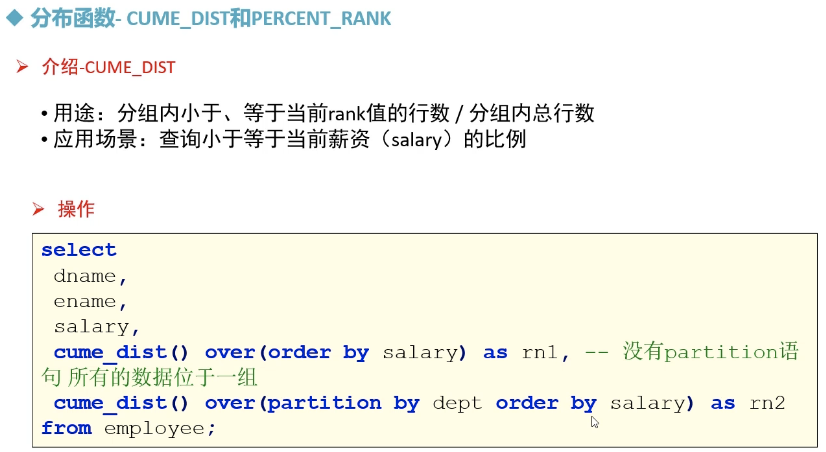 ◆ 分布函数- CUME_DIST和PERCENT_RANK
➢ 介绍-CUME_DIST
• 用途：分组内小于、等于当前rank值的行数 / 分组内总行数
• 应用场景：查询小于等于当前薪资（salary）的比例
➢ 操作
select
dname,
ename,
salary,
cume_dist() over(order by salary) as rn1, -- 没有partition语
句 所有的数据位于一组
cume_dist() over(partition by dept order by salary) as rn2
from employee;